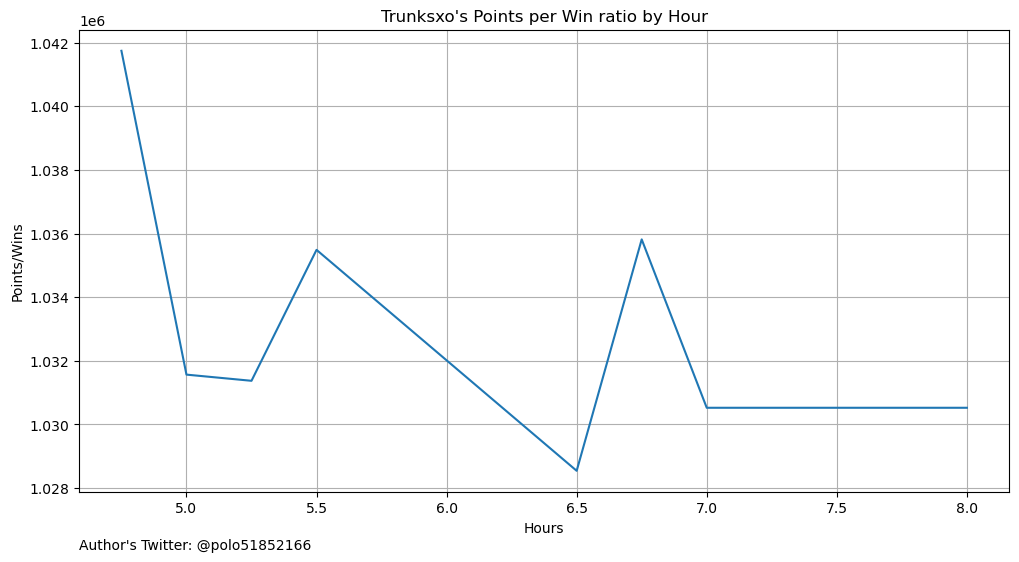 Trunksxo's Points per Win ratio by Hour
1e6
1.042
1.040
1.038
1.036
1.034
1.032
1.030
1.028
Points/Wins
5.0 5.5 6.0 6.5 7.0 7.5 8.0
Hours
Author's Twitter: @polo51852166